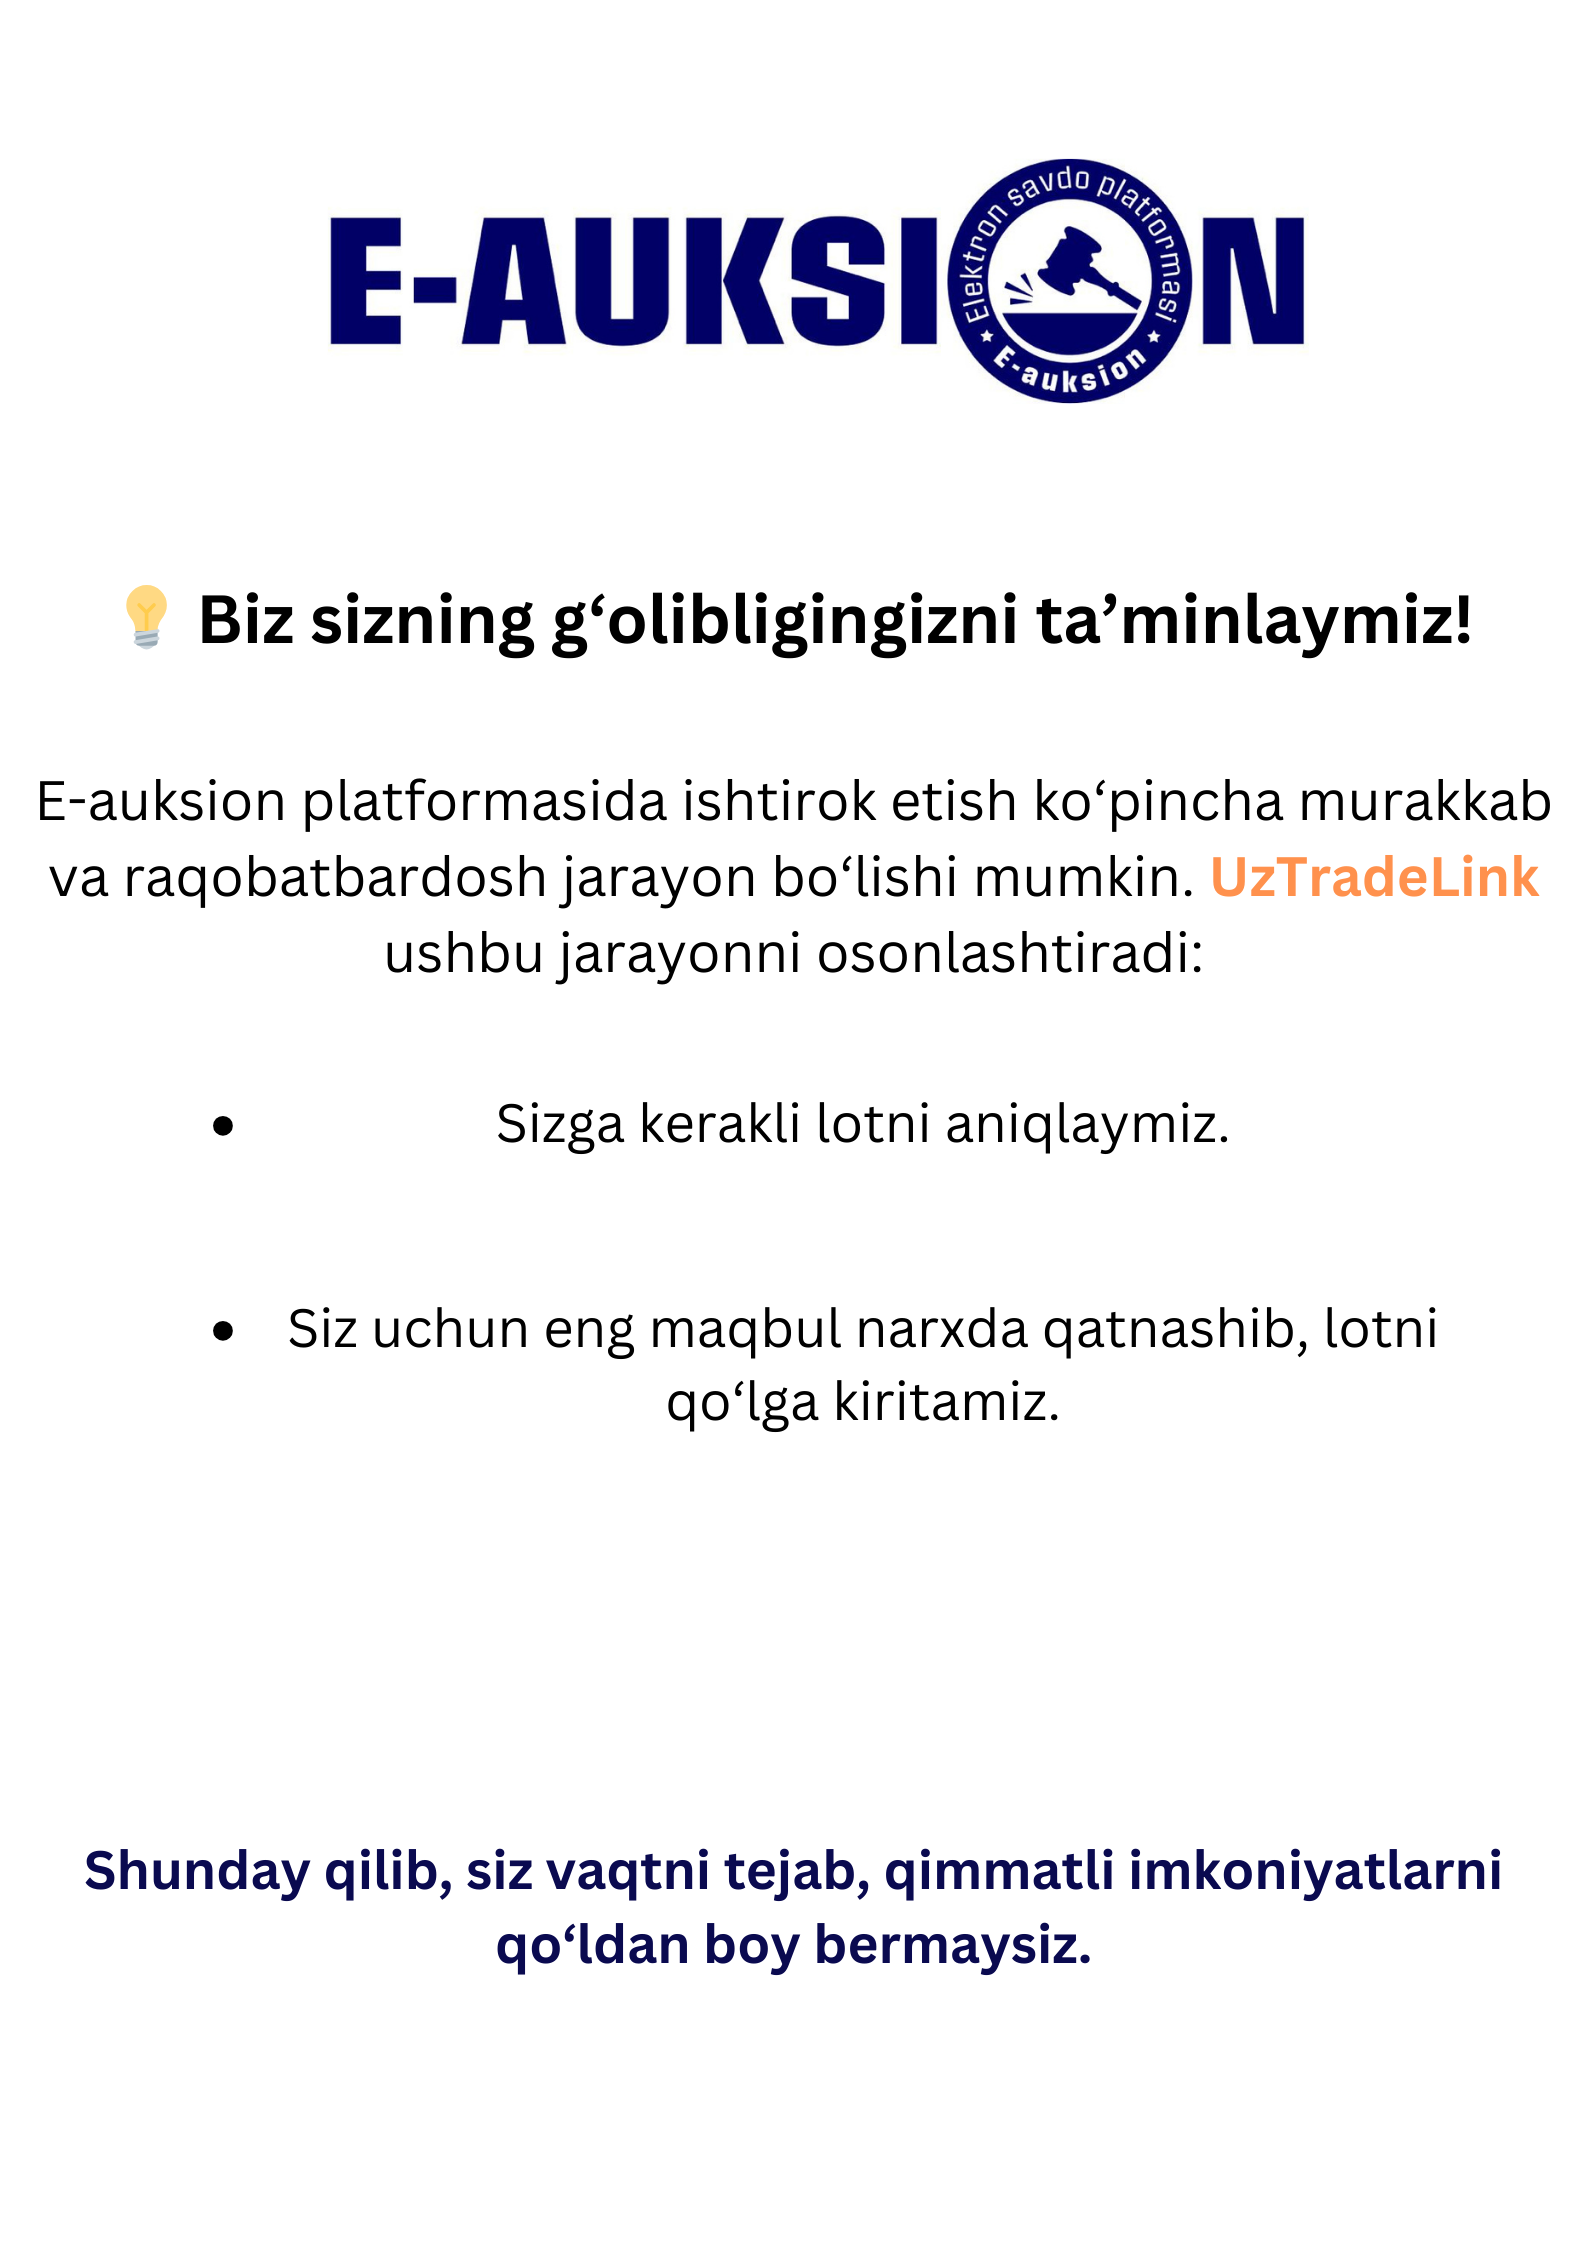 E-AUKSION
Elektron savdo platformasi
E-auksion
💡 Biz sizning g‘olibligingizni ta’minlaymiz!
E-auksion platformasida ishtirok etish ko‘pincha murakkab
va raqobatbardosh jarayon bo‘lishi mumkin. UzTradeLink
ushbu jarayonni osonlashtiradi:
• Sizga kerakli lotni aniqlaymiz.
• Siz uchun eng maqbul narxda qatnashib, lotni
qo‘lga kiritamiz.
Shunday qilib, siz vaqtni tejab, qimmatli imkoniyatlarni
qo‘ldan boy bermaysiz.